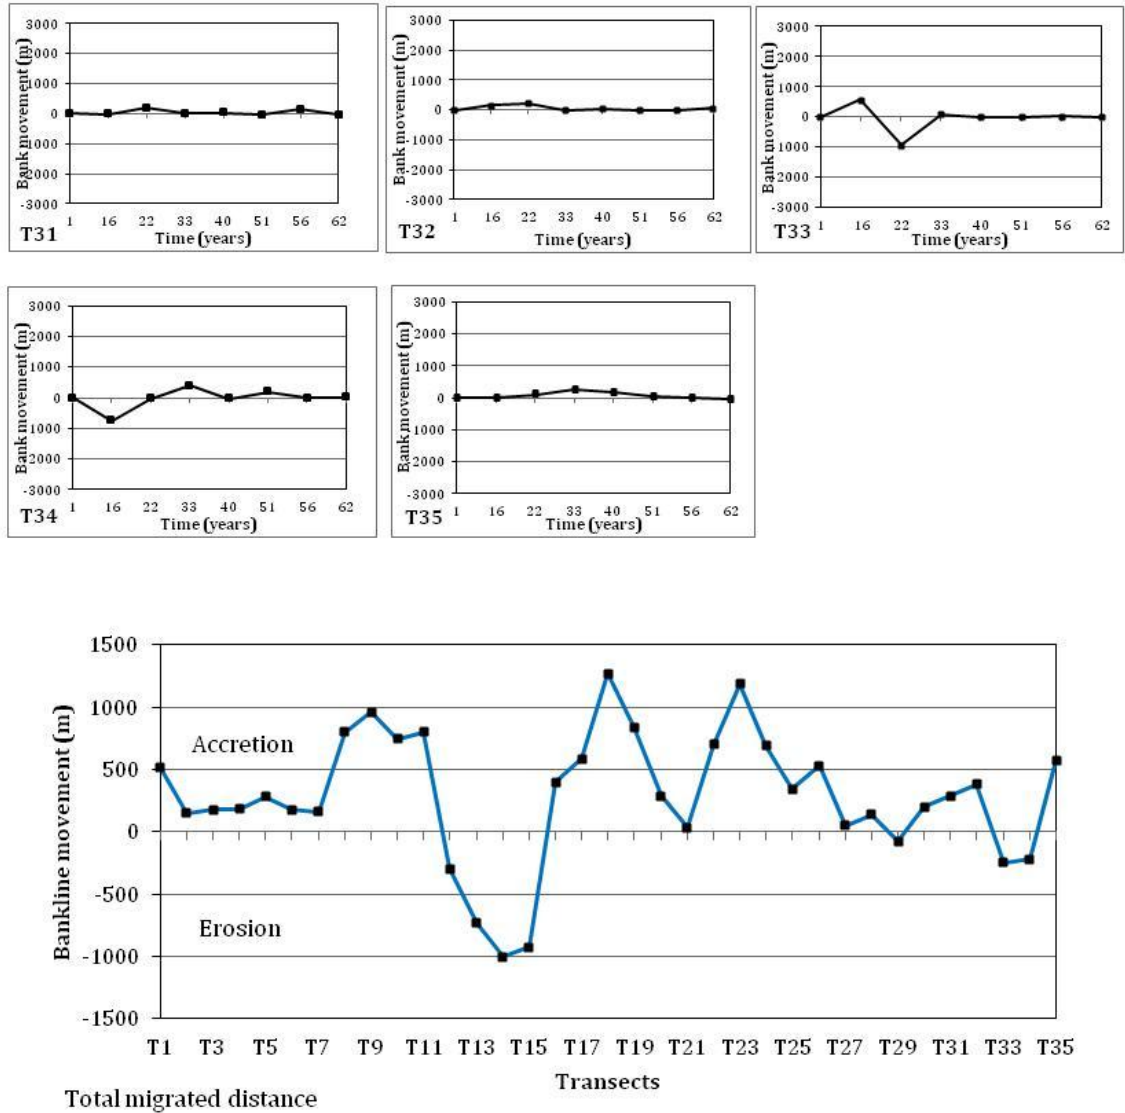 3000
2000
1000
0
-1000
-2000
-3000
Bank movement (m)
1 16 22 33 40 51 56 62
Time (years)
T31
3000
2000
1000
0
-1000
-2000
-3000
Bank movement (m)
1 16 22 33 40 51 56 62
Time (years)
T32
3000
2000
1000
0
-1000
-2000
-3000
Bank movement (m)
1 16 22 33 40 51 56 62
Time (years)
T33
3000
2000
1000
0
-1000
-2000
-3000
Bank movement (m)
1 16 22 33 40 51 56 62
Time (years)
T34
3000
2000
1000
0
-1000
-2000
-3000
Bank movement (m)
1 16 22 33 40 51 56 62
Time (years)
T35
1500
1000
500
0
-500
-1000
-1500
Bankline movement (m)
Accretion
Erosion
T1 T3 T5 T7 T9 T11 T13 T15 T17 T19 T21 T23 T25 T27 T29 T31 T33 T35
Transects
Total migrated distance